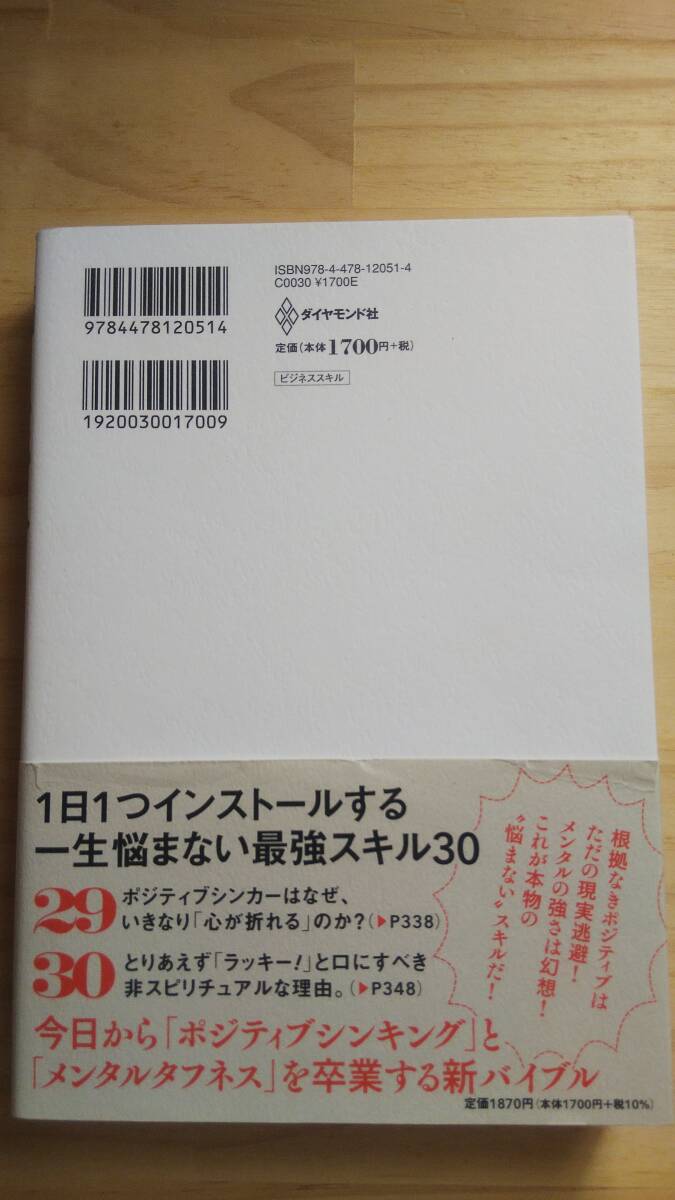 ISBN978-4-478-12051-4
C0030 ¥1700E
9784478120514
ダイヤモンド社
定価(本体1700円+税)
ビジネススキル
1920030017009
1日1つインストールする
一生悩まない最強スキル30
29 ポジティブシンカーはなぜ、
いきなり「心が折れる」のか?(▶P338)
30 とりあえず「ラッキー!」と口にすべき
非スピリチュアルな理由。(▶P348)
根拠なきポジティブは
ただの現実逃避!
メンタルの強さは幻想!
これが本物の
“悩まない”スキルだ!
今日から「ポジティブシンキング」と
「メンタルタフネス」を卒業する新バイブル
定価1870円(本体1700円+税10%)